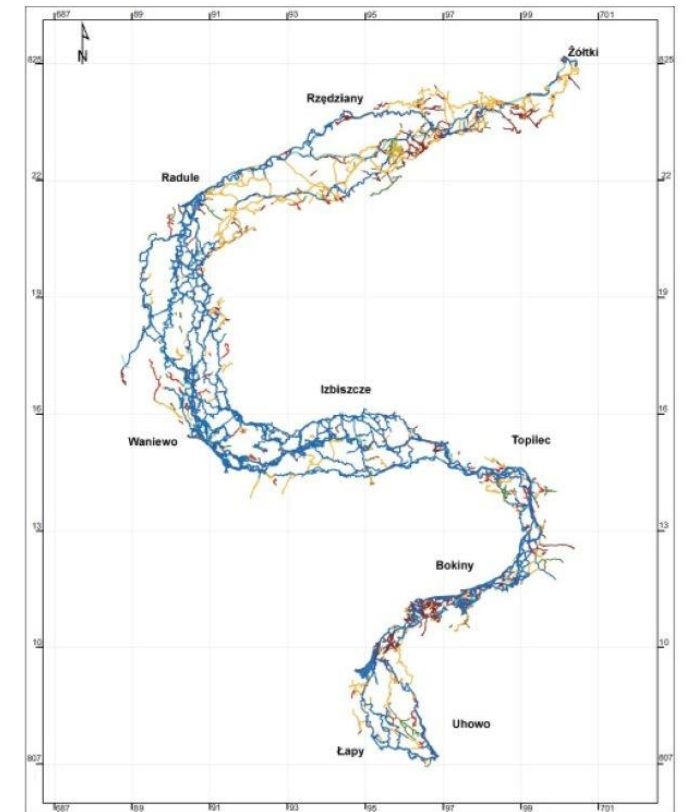 687 89 91 93 95 97 99 701
N
Żółtki
825 825
Rzędziany
Radule
22 22
19 19
Izbiszcze
16 16
Waniewo Topilec
13 13
Bokiny
10 10
Uhowo
Łapy
807 807
687 89 91 93 95 97 99 701